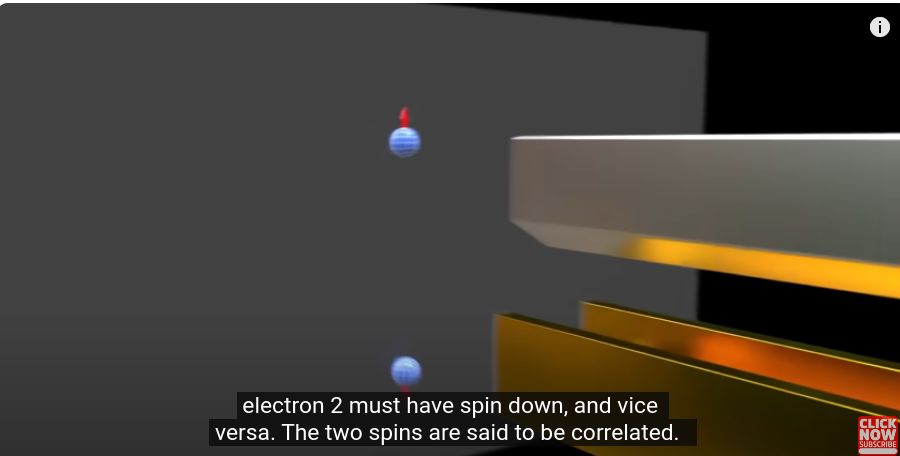 i
electron 2 must have spin down, and vice
versa. The two spins are said to be correlated.
CLICK
NOW
SUBSCRIBE